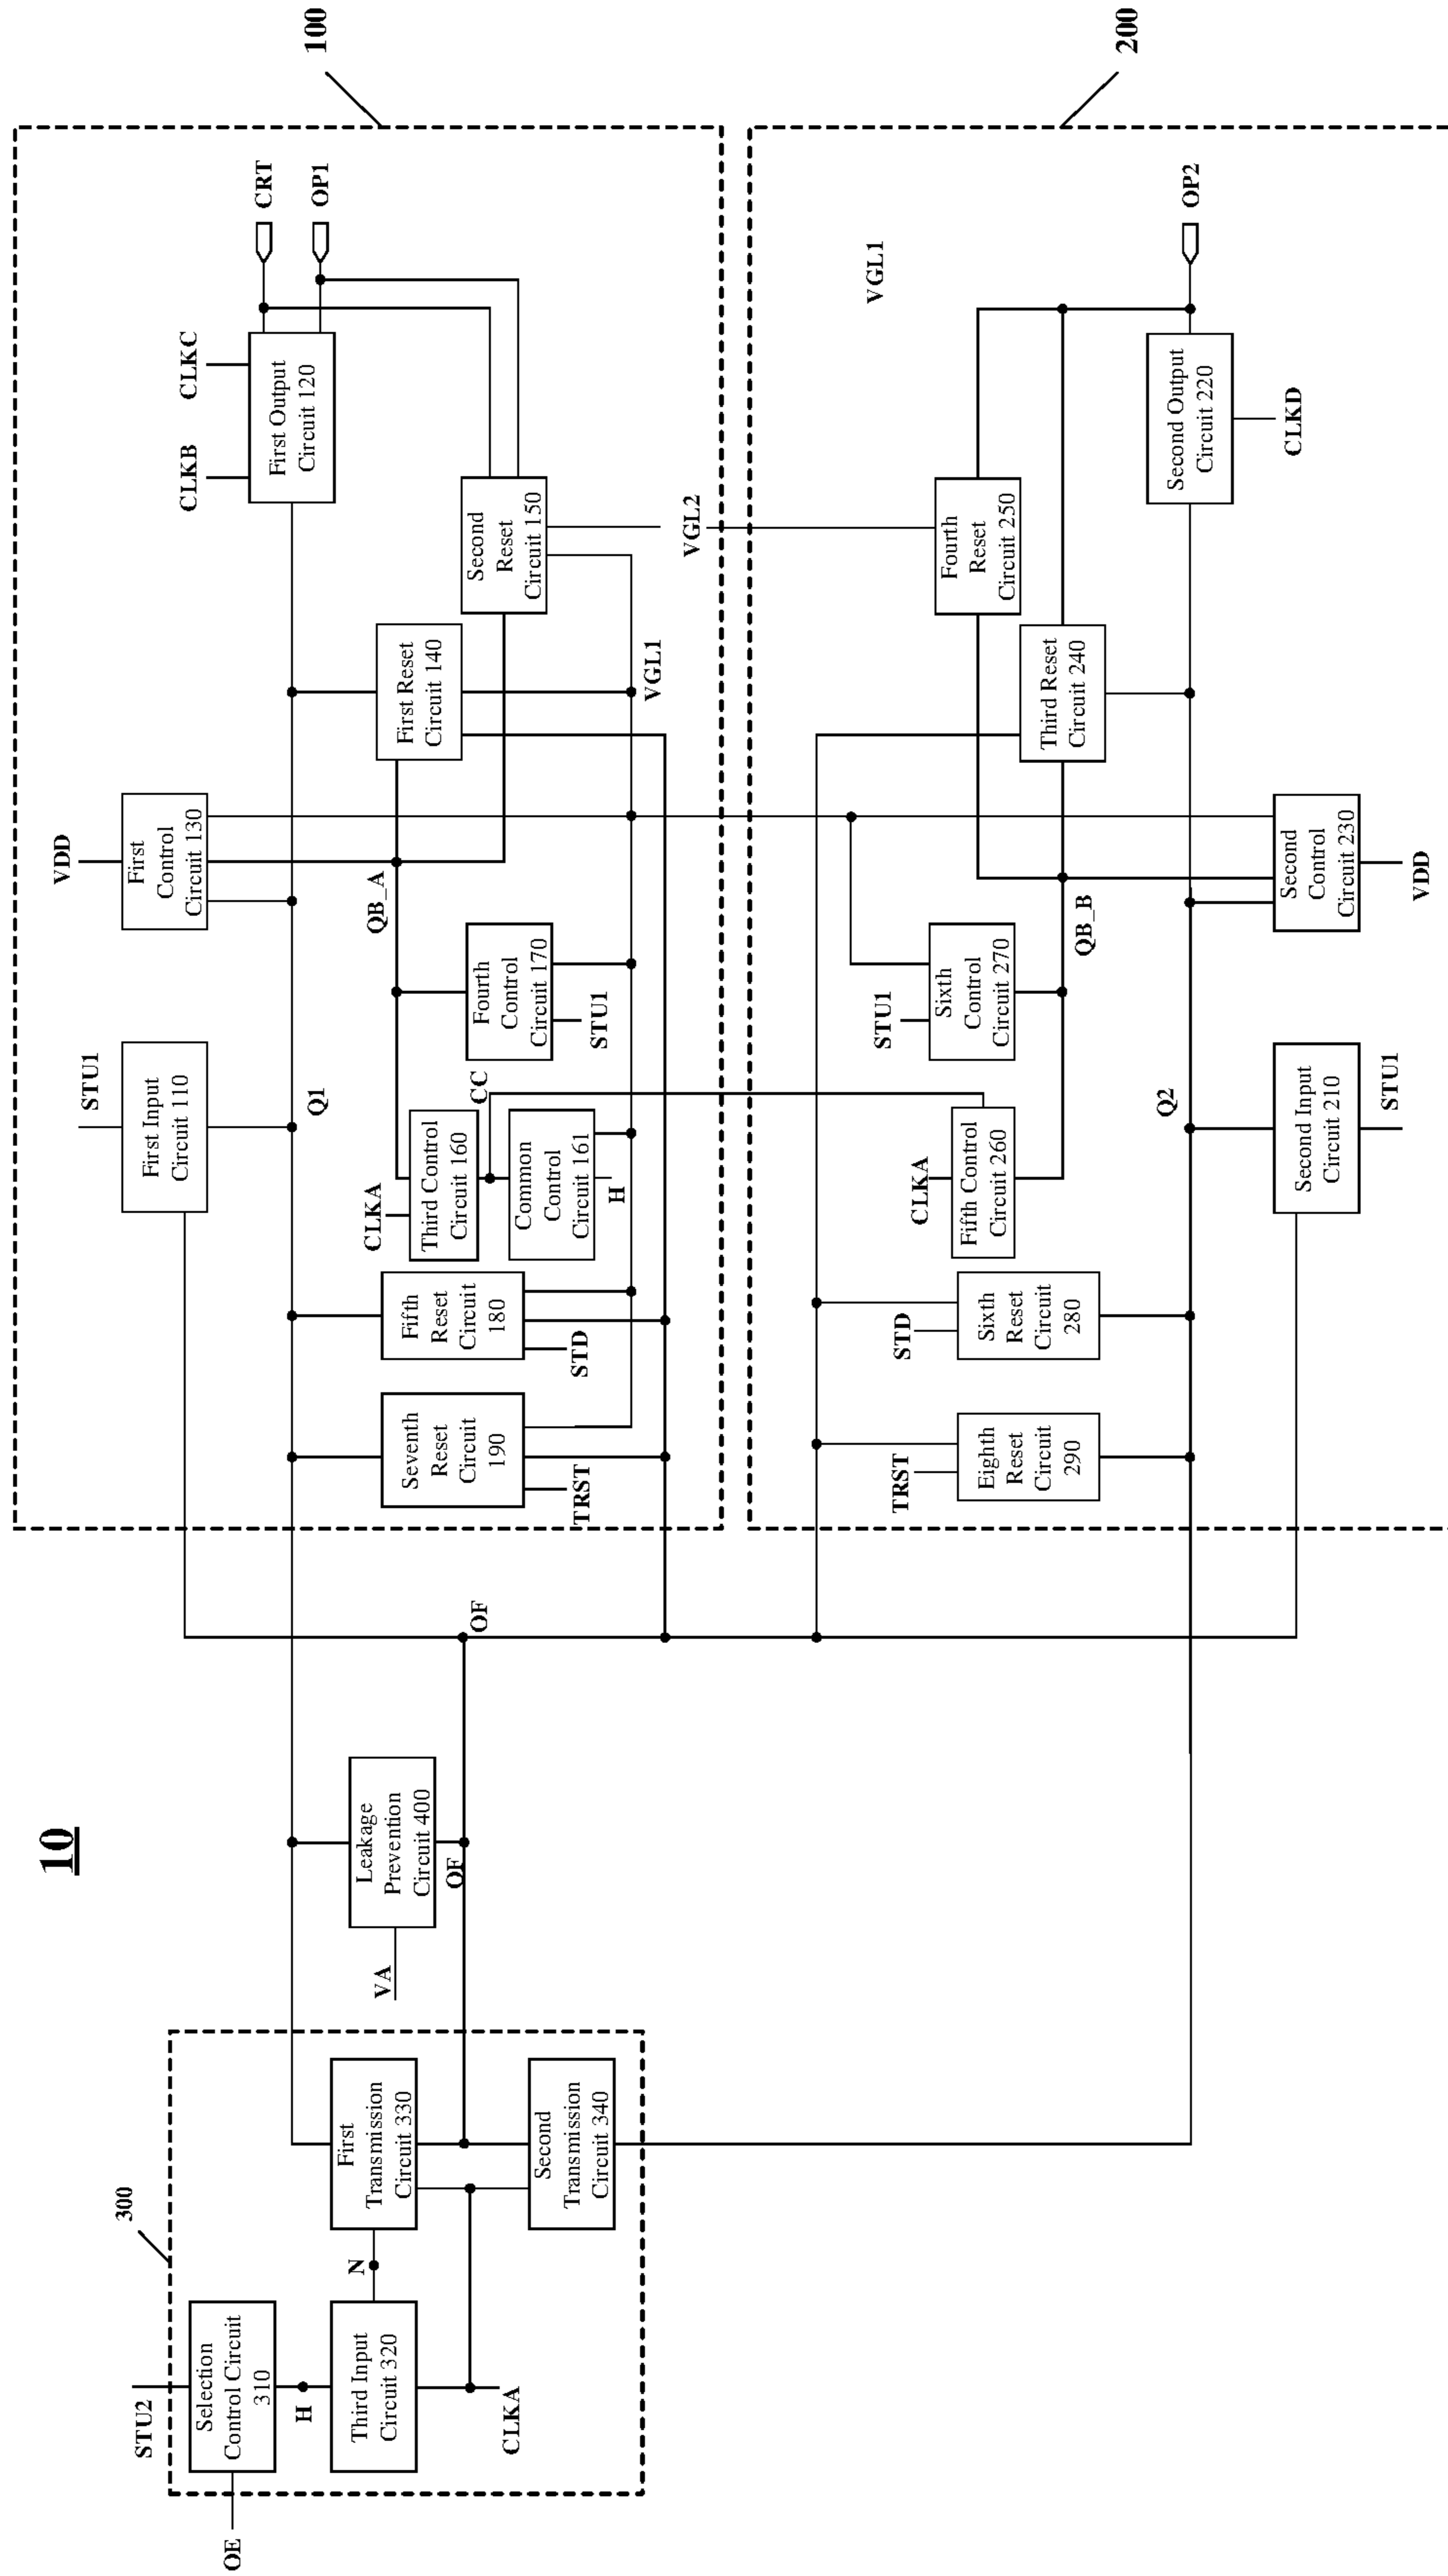 10
300
100
200
OE
STU2
Selection
Control Circuit
310
H
Third Input
Circuit 320
CLKA
N
First
Transmission
Circuit 330
Second
Transmission
Circuit 340
VA
Leakage
Prevention
Circuit 400
OF
OF
STU1
First Input
Circuit 110
Q1
VDD
First
Control
Circuit 130
CLKB
CLKC
First Output
Circuit 120
CRT
OP1
Seventh
Reset
Circuit
190
TRST
Fifth
Reset
Circuit
180
STD
CLKA
Third Control
Circuit 160
CC
Common
Control
Circuit 161
H
QB_A
Fourth
Control
Circuit 170
STU1
First Reset
Circuit 140
VGL1
Second
Reset
Circuit 150
VGL2
VGL1
TRST
Eighth
Reset
Circuit
290
STD
Sixth
Reset
Circuit
280
CLKA
Fifth Control
Circuit 260
STU1
Sixth
Control
Circuit 270
QB_B
Third Reset
Circuit 240
Fourth
Reset
Circuit 250
Q2
Second Input
Circuit 210
STU1
Second
Control
Circuit 230
VDD
Second Output
Circuit 220
CLKD
OP2